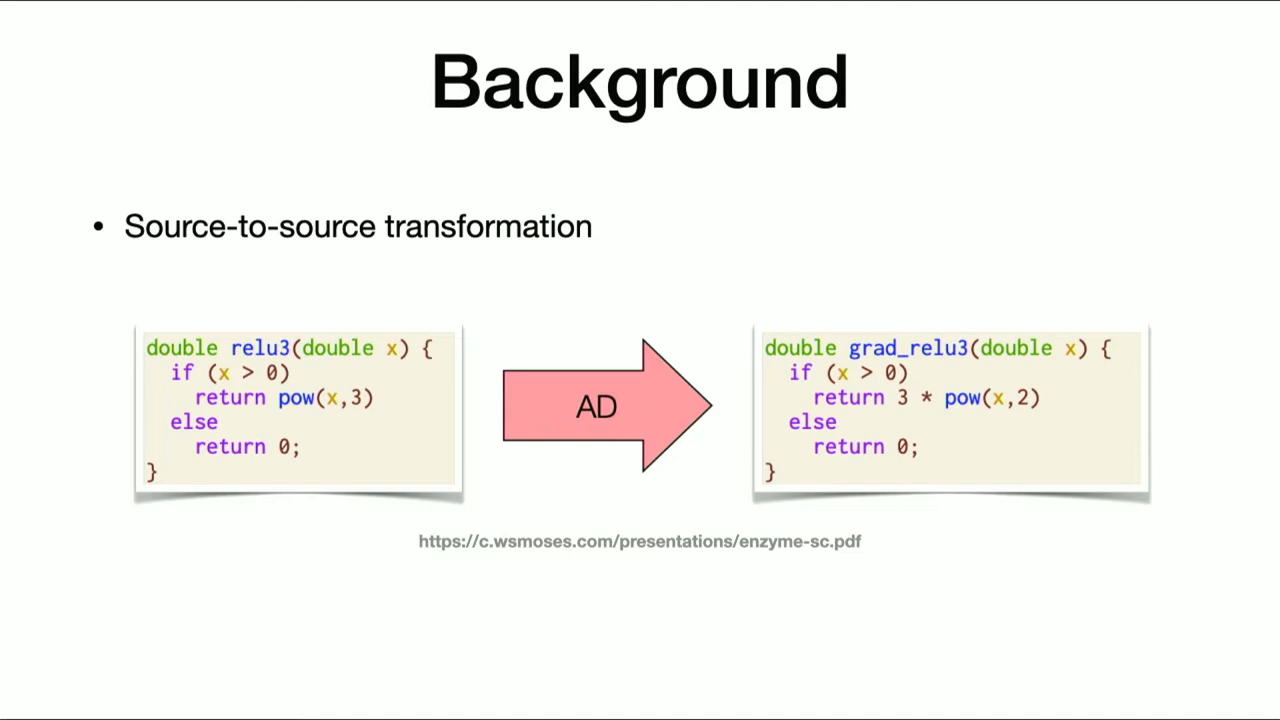 Background
• Source-to-source transformation
double relu3(double x) {
  if (x > 0)
    return pow(x,3)
  else
    return 0;
}
AD
double grad_relu3(double x) {
  if (x > 0)
    return 3 * pow(x,2)
  else
    return 0;
}
https://c.wsmoses.com/presentations/enzyme-sc.pdf